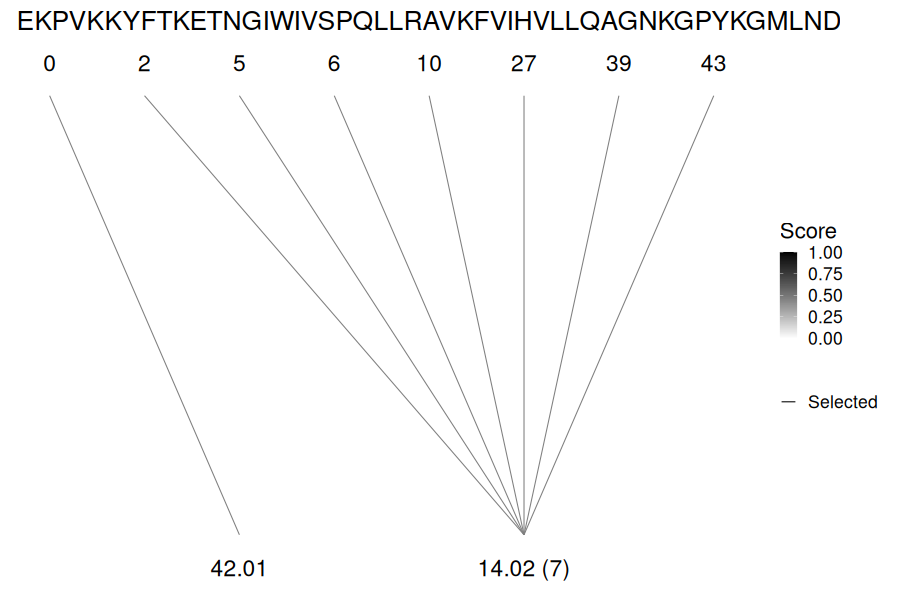 EKPVKKYFTKETNGIWIVSPQLLRAVKFVIHVLLQAGNKGPYKGMLND
0 2 5 6 10 27 39 43
Score
1.00
0.75
0.50
0.25
0.00
Selected
42.01 14.02 (7)